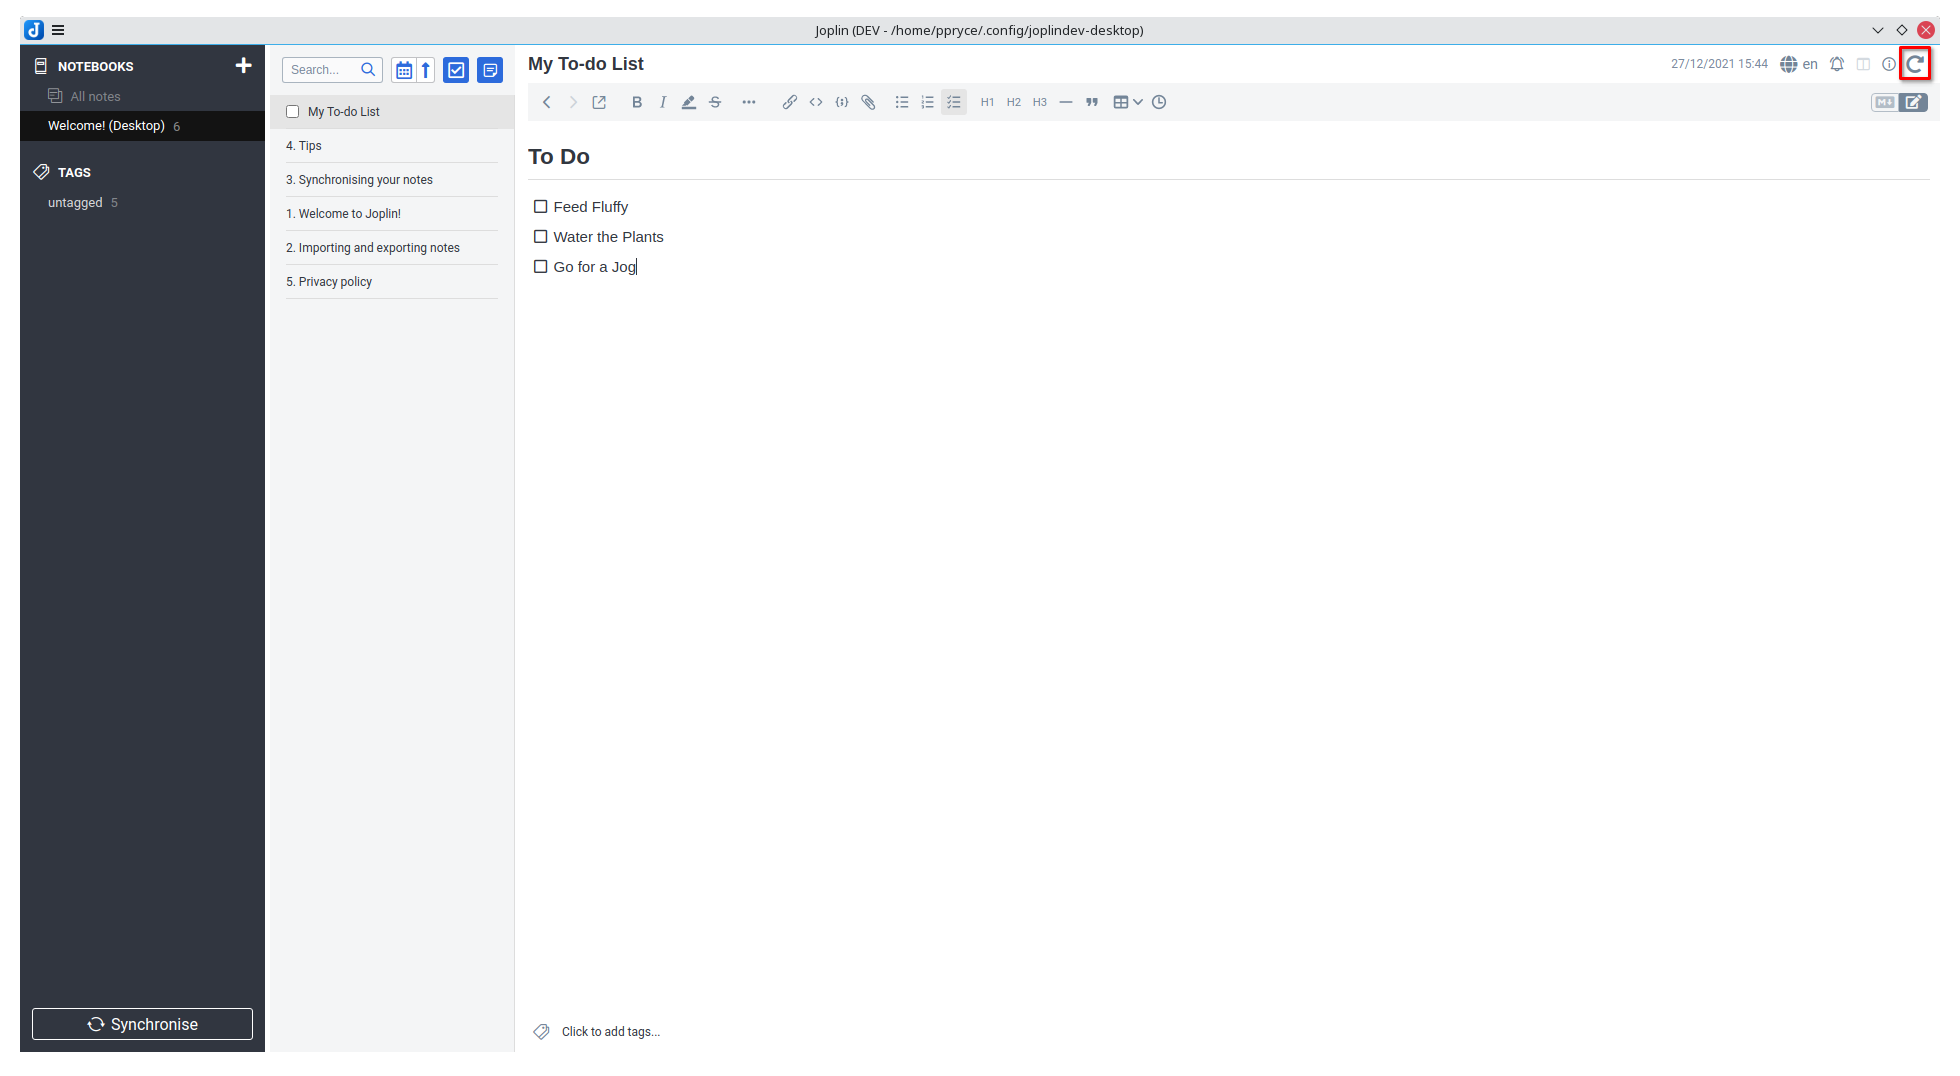 Joplin (DEV - /home/ppryce/.config/joplindev-desktop)
NOTEBOOKS
All notes
Welcome! (Desktop) 6
TAGS
untagged 5
Synchronise
Search...
My To-do List
4. Tips
3. Synchronising your notes
1. Welcome to Joplin!
2. Importing and exporting notes
5. Privacy policy
My To-do List
27/12/2021 15:44 en
B I S H1 H2 H3 M
To Do
Feed Fluffy
Water the Plants
Go for a Jog
Click to add tags...